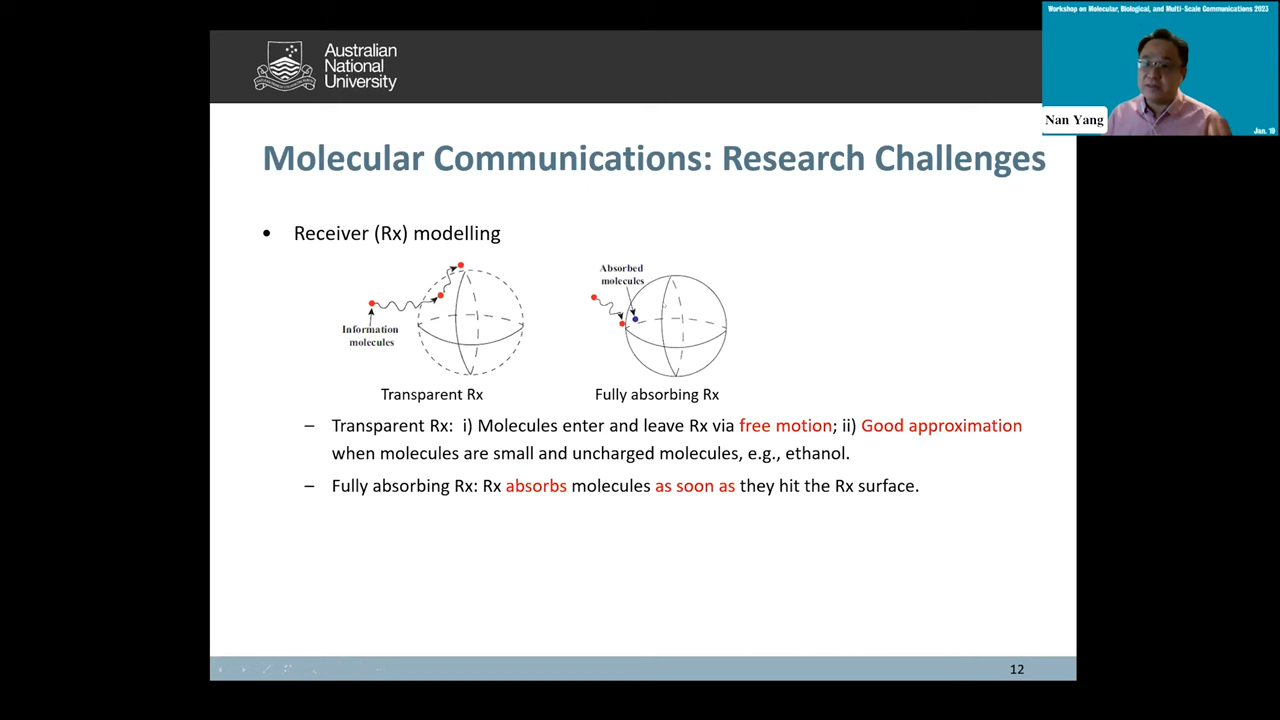 Workshop on Molecular, Biological, and Multi-Scale Communications 2023
Australian
National
University
Nan Yang
Jan. 19
Molecular Communications: Research Challenges
• Receiver (Rx) modelling
Information
molecules
Absorbed
molecules
Transparent Rx
Fully absorbing Rx
– Transparent Rx: i) Molecules enter and leave Rx via free motion; ii) Good approximation
when molecules are small and uncharged molecules, e.g., ethanol.
– Fully absorbing Rx: Rx absorbs molecules as soon as they hit the Rx surface.
12